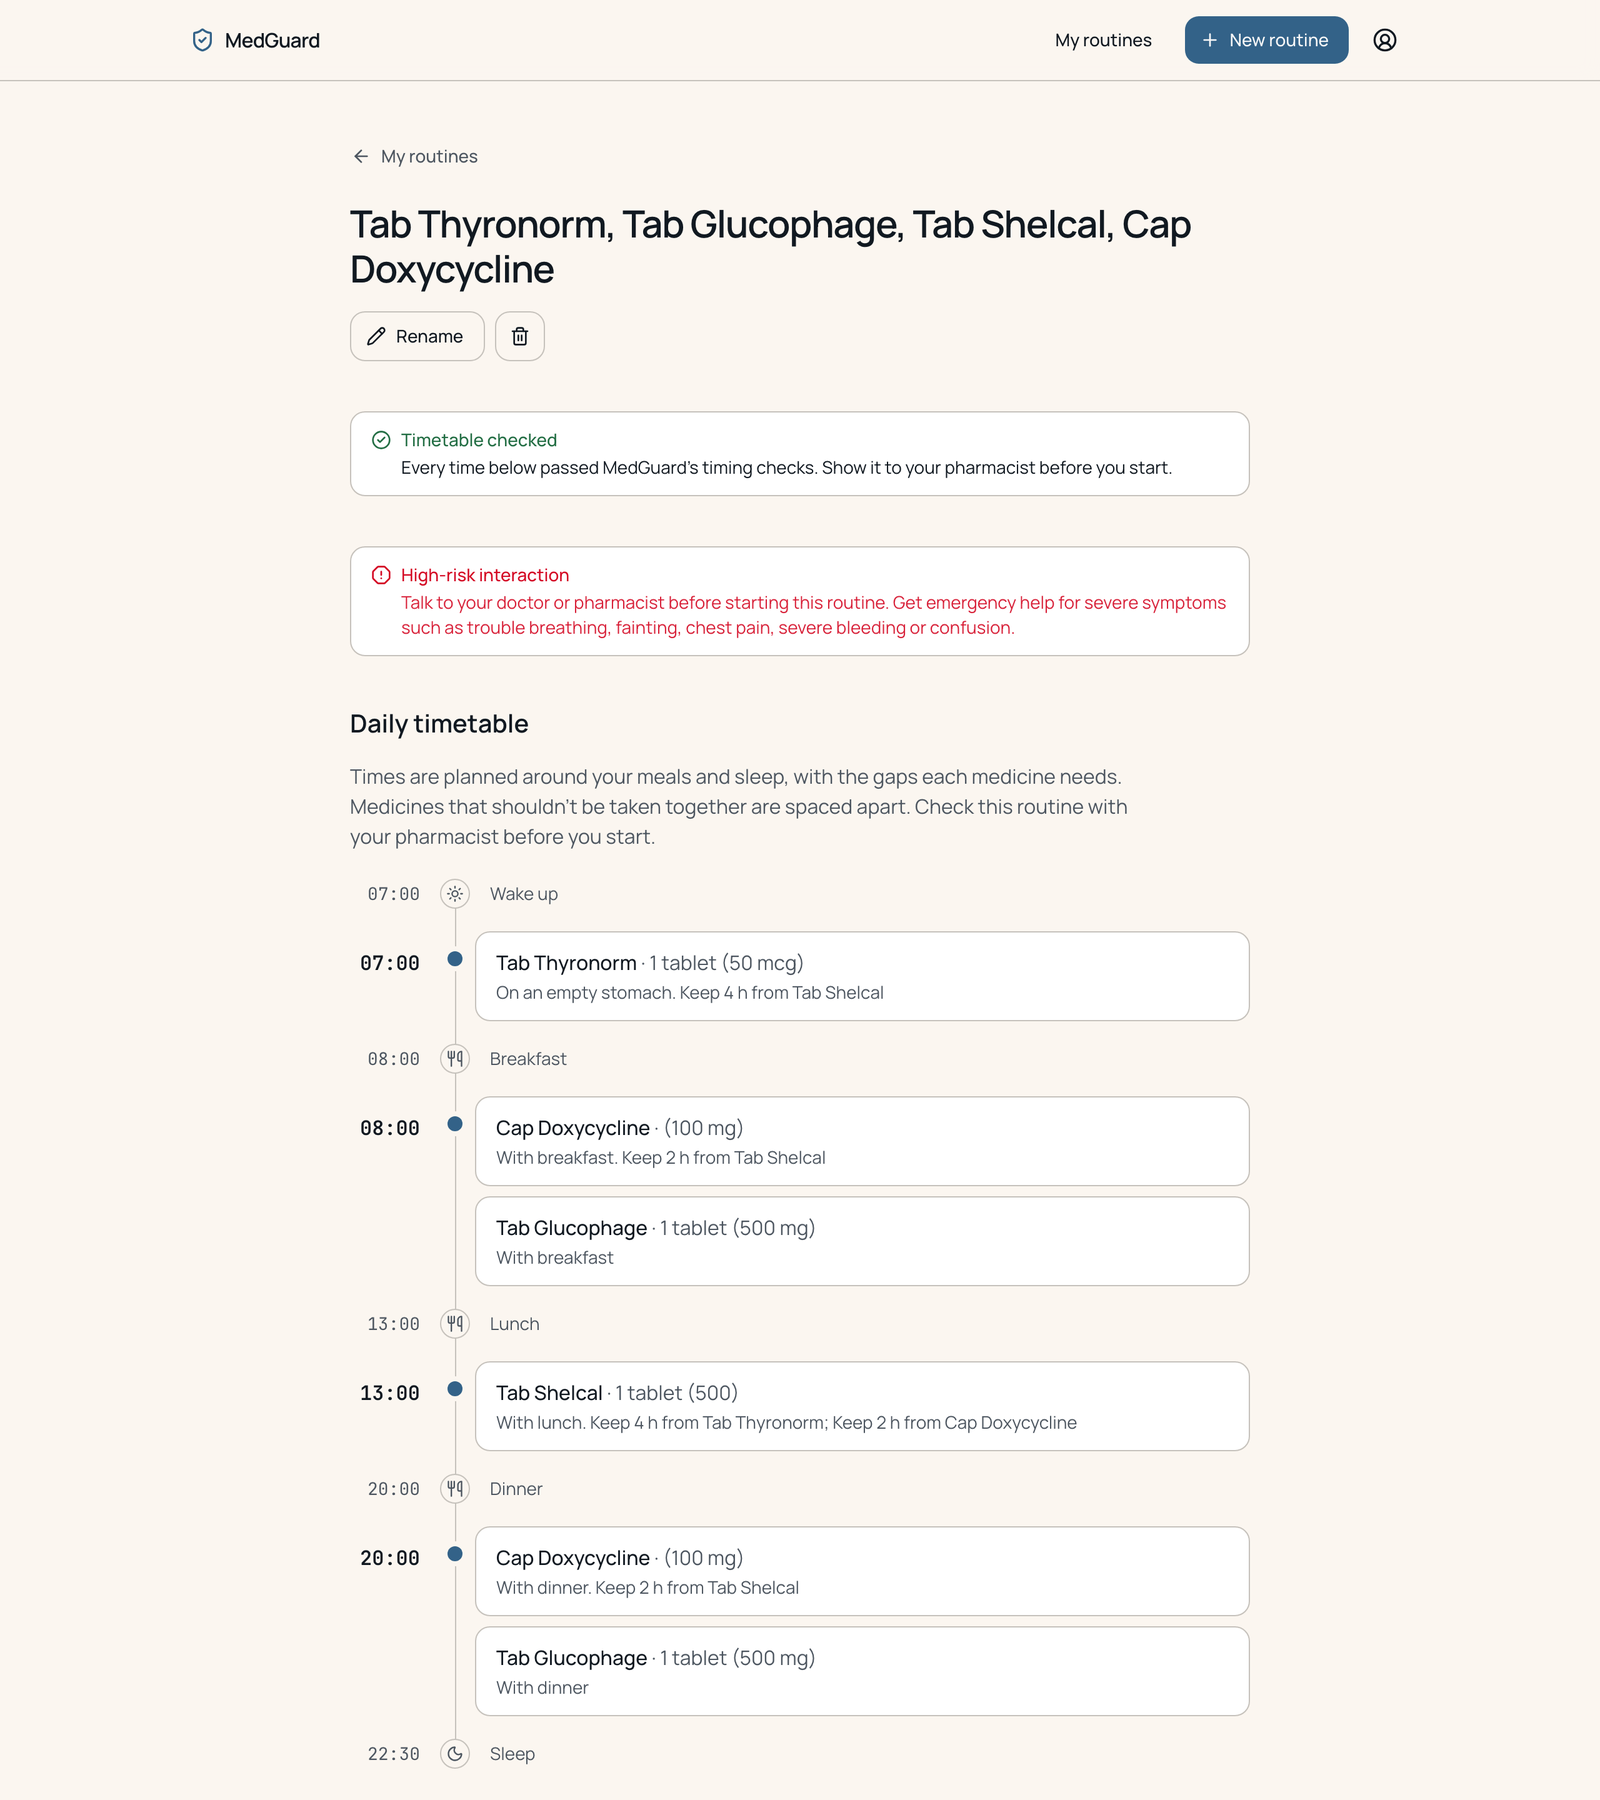 MedGuard
My routines
New routine
My routines
Tab Thyronorm, Tab Glucophage, Tab Shelcal, Cap
Doxycycline
Rename
Timetable checked
Every time below passed MedGuard’s timing checks. Show it to your pharmacist before you start.
High-risk interaction
Talk to your doctor or pharmacist before starting this routine. Get emergency help for severe symptoms
such as trouble breathing, fainting, chest pain, severe bleeding or confusion.
Daily timetable
Times are planned around your meals and sleep, with the gaps each medicine needs.
Medicines that shouldn’t be taken together are spaced apart. Check this routine with
your pharmacist before you start.
07:00 Wake up
07:00 Tab Thyronorm · 1 tablet (50 mcg)
On an empty stomach. Keep 4 h from Tab Shelcal
08:00 Breakfast
08:00 Cap Doxycycline · (100 mg)
With breakfast. Keep 2 h from Tab Shelcal
Tab Glucophage · 1 tablet (500 mg)
With breakfast
13:00 Lunch
13:00 Tab Shelcal · 1 tablet (500)
With lunch. Keep 4 h from Tab Thyronorm; Keep 2 h from Cap Doxycycline
20:00 Dinner
20:00 Cap Doxycycline · (100 mg)
With dinner. Keep 2 h from Tab Shelcal
Tab Glucophage · 1 tablet (500 mg)
With dinner
22:30 Sleep